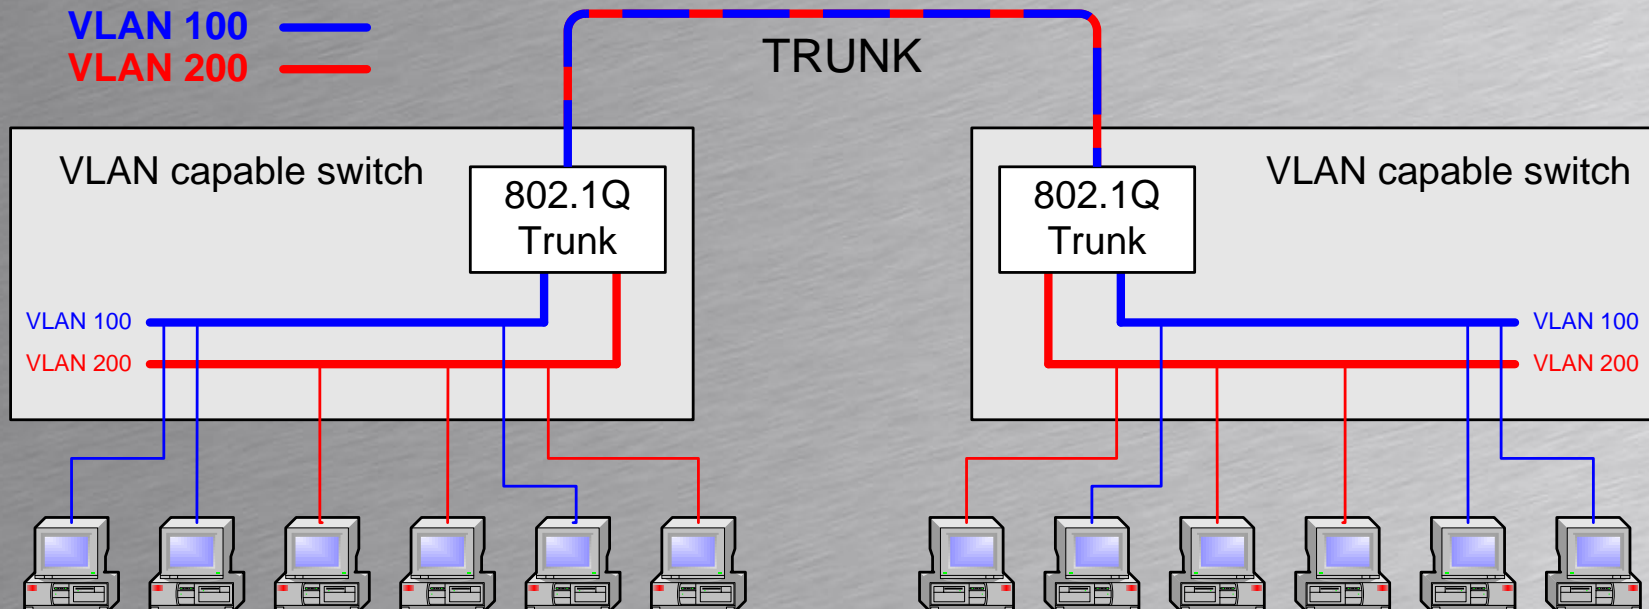 VLAN 100
VLAN 200
TRUNK
VLAN capable switch
802.1Q
Trunk
VLAN 100
VLAN 200
802.1Q
Trunk
VLAN capable switch
VLAN 100
VLAN 200